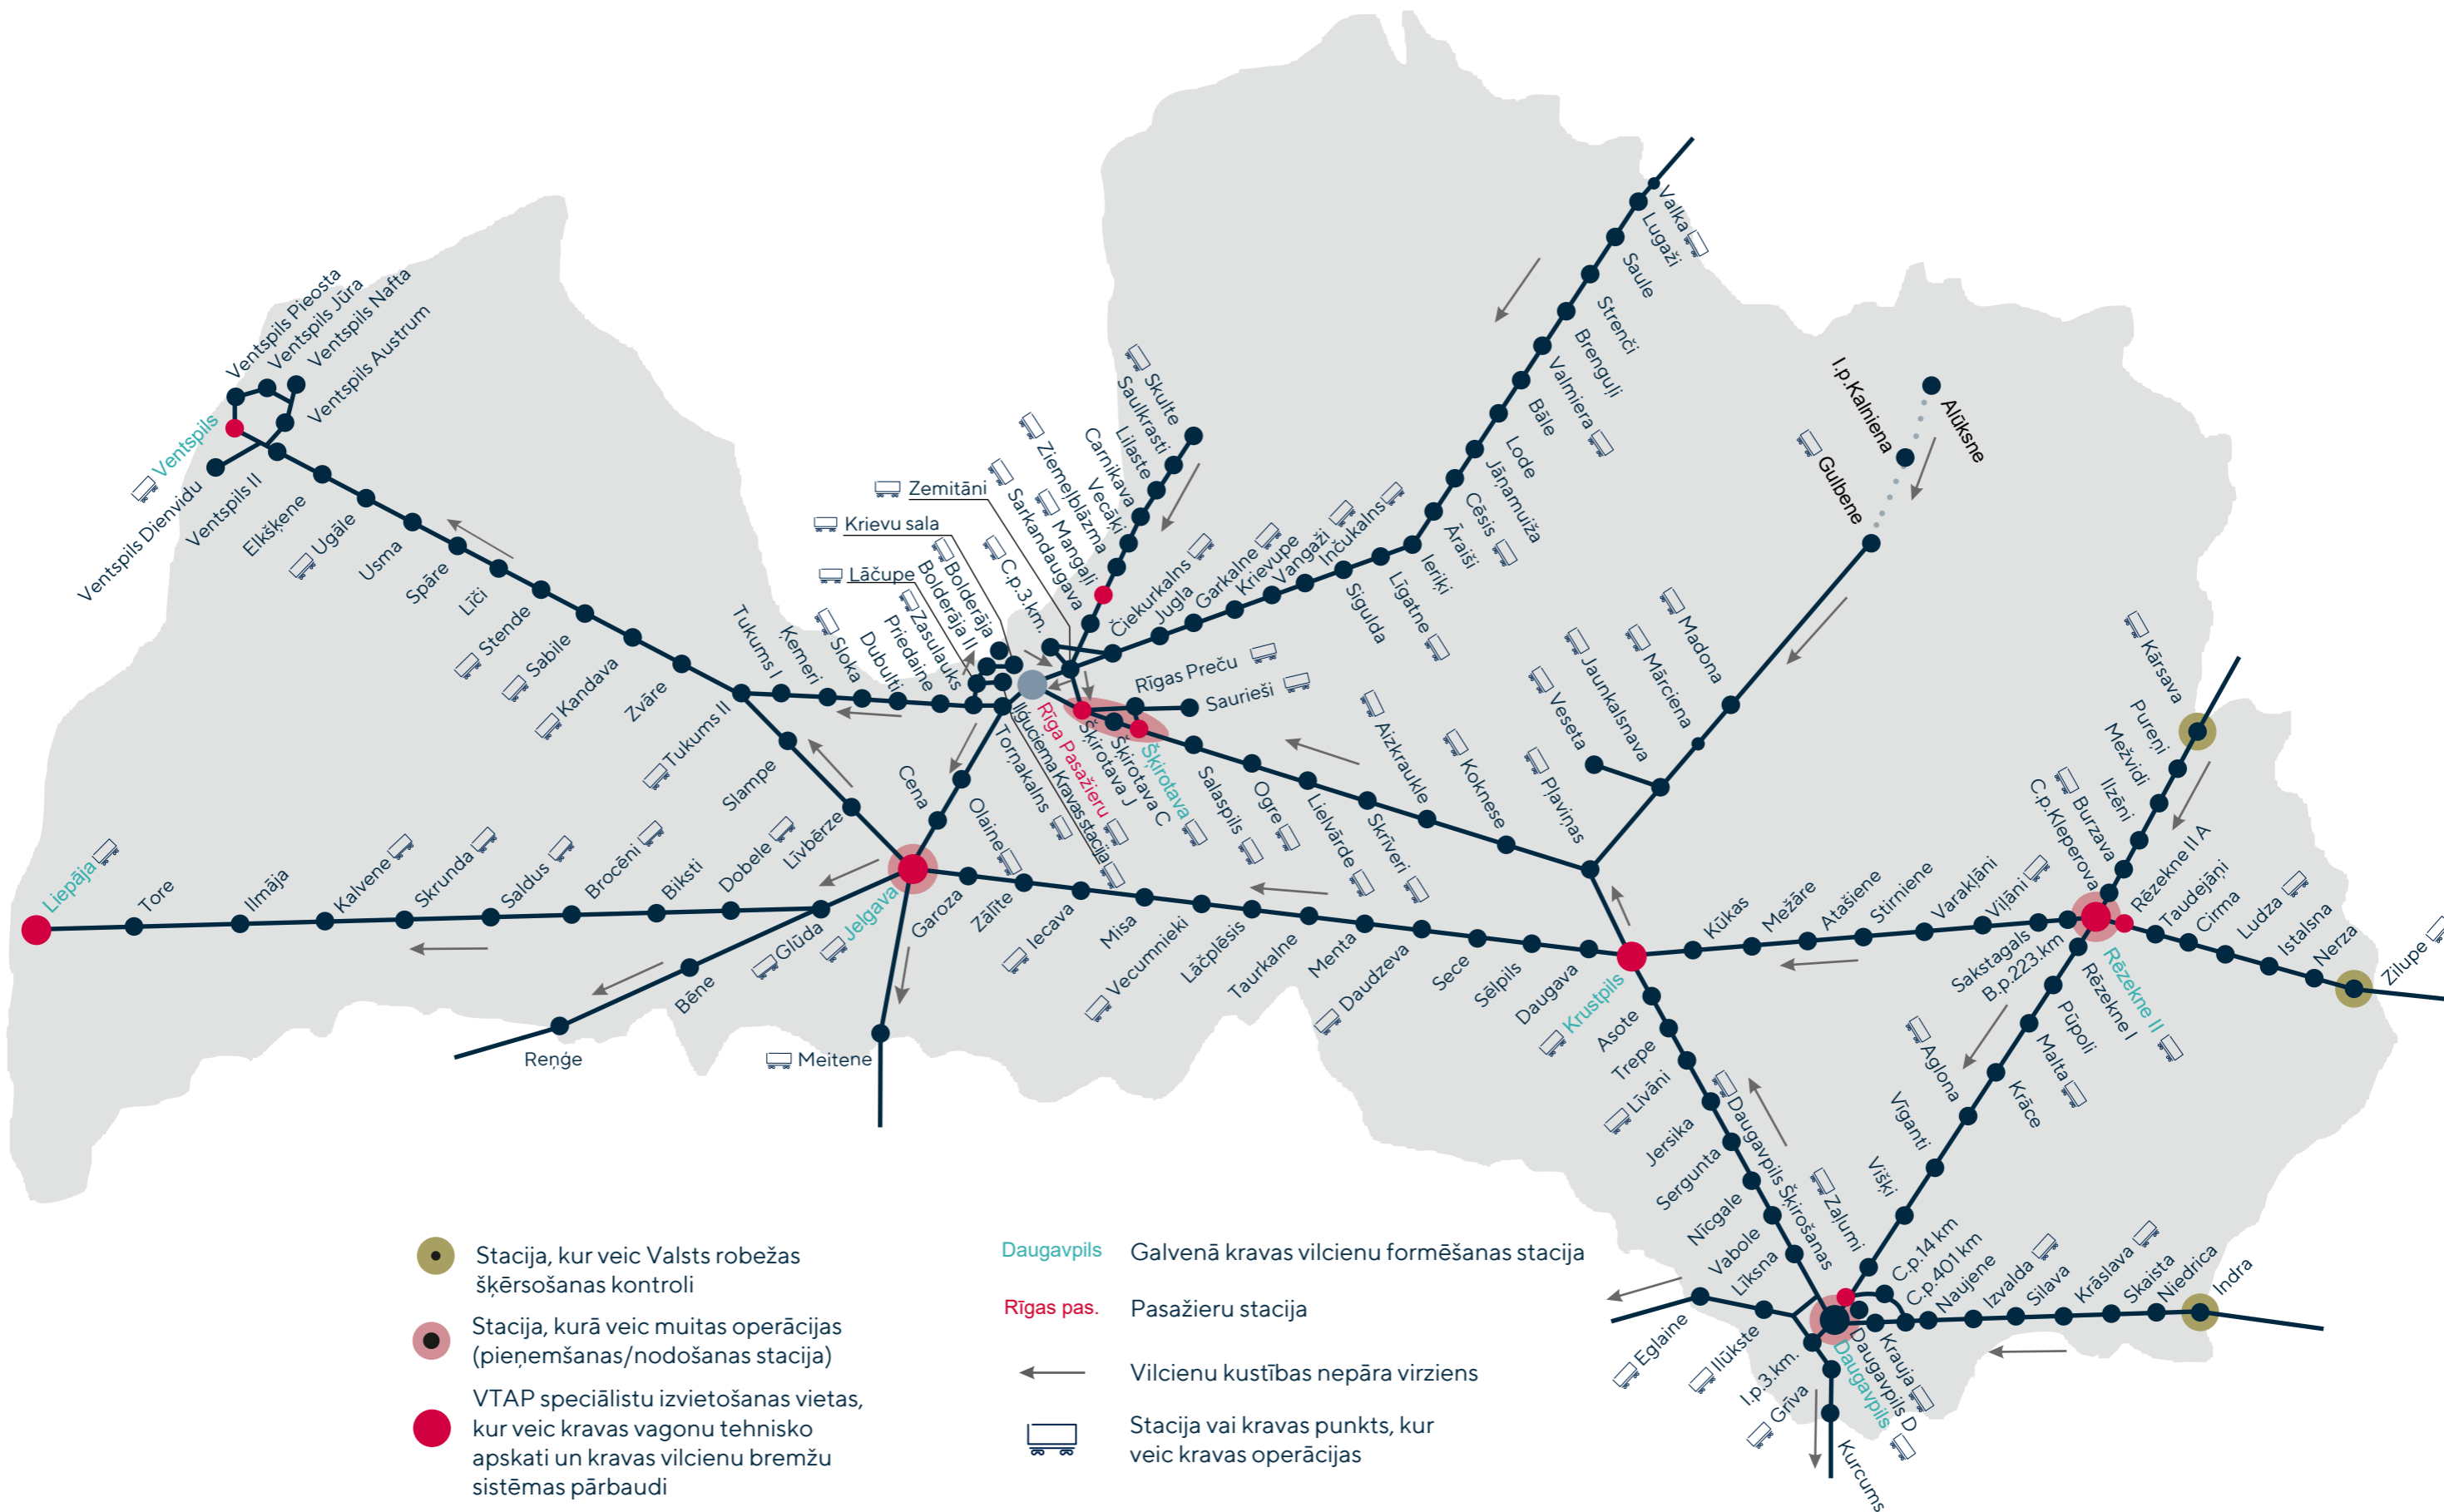 Ventspils Pieosta
Ventspils Jūra
Ventspils Nafta
Ventspils Austrum
Ventspils
Ventspils Dienvidu
Ventspils II
Elkšķene
Ugāle
Usma
Spāre
Līči
Stende
Sabile
Kandava
Zvāre
Tukums II
Tukums I
Ķemeri
Sloka
Dubulti
Priedaine
Zasulauks
Bolderāja II
Bolderāja
Lāčupe
Krievu sala
Zemitāni
C.p.3.km.
Sarkandaugava
Mangaļi
Ziemeļblāzma
Vecāki
Carnikava
Lilaste
Saulkrasti
Skulte
Čiekurkalns
Jugla
Garkalne
Krievupe
Vangaži
Inčukalns
Sigulda
Līgatne
Ieriķi
Āraiši
Cēsis
Jāņamuiža
Lode
Bāle
Valmiera
Brenguļi
Strenči
Saule
Lugaži
Valka
I.p.Kalniena
Alūksne
Gulbene
Madona
Mārciena
Jaunkalsnava
Veseta
Pļaviņas
Koknese
Aizkraukle
Skrīveri
Lielvārde
Ogre
Salaspils
Rīgas Preču
Saurieši
Šķirotava
Šķirotava C
Šķirotava J
Rīga Pasažieru
Iļģuciema Kravas stacija
Torņakalns
Olaine
Cena
Slampe
Līvbērze
Jelgava
Dobele
Biksti
Brocēni
Saldus
Skrunda
Kalvene
Ilmāja
Tore
Liepāja
Glūda
Bēne
Reņģe
Meitene
Garoza
Zālīte
Iecava
Misa
Vecumnieki
Lāčplēsis
Taurkalne
Menta
Daudzeva
Sece
Sēlpils
Daugava
Krustpils
Kūkas
Mežāre
Atašiene
Stirniene
Varakļāni
Viļāni
Sakstagals
B.p.223.km
Rēzekne II
Rēzekne I
C.p.Kleperova
Burzava
Ilzēni
Mežvidi
Pureņi
Kārsava
Rēzekne II A
Taudejāņi
Cirma
Ludza
Istalsna
Nerza
Zilupe
Pūpoli
Malta
Krāce
Aglona
Vīganti
Višķi
Zaļumi
Asote
Trepe
Līvāni
Jersika
Sergunta
Nīcgale
Vabole
Līksna
Daugavpils Šķirošanas
C.p.14 km
C.p.401 km
Naujene
Izvalda
Silava
Krāslava
Skaista
Niedrica
Indra
Krauja
Daugavpils D
Daugavpils
Eglaine
Ilūkste
I.p.3.km.
Grīva
Kurcums
Stacija, kur veic Valsts robežas
šķērsošanas kontroli
Stacija, kurā veic muitas operācijas
(pieņemšanas/nodošanas stacija)
VTAP speciālistu izvietošanas vietas,
kur veic kravas vagonu tehnisko
apskati un kravas vilcienu bremžu
sistēmas pārbaudi
Daugavpils Galvenā kravas vilcienu formēšanas stacija
Rīgas pas. Pasažieru stacija
Vilcienu kustības nepāra virziens
Stacija vai kravas punkts, kur
veic kravas operācijas